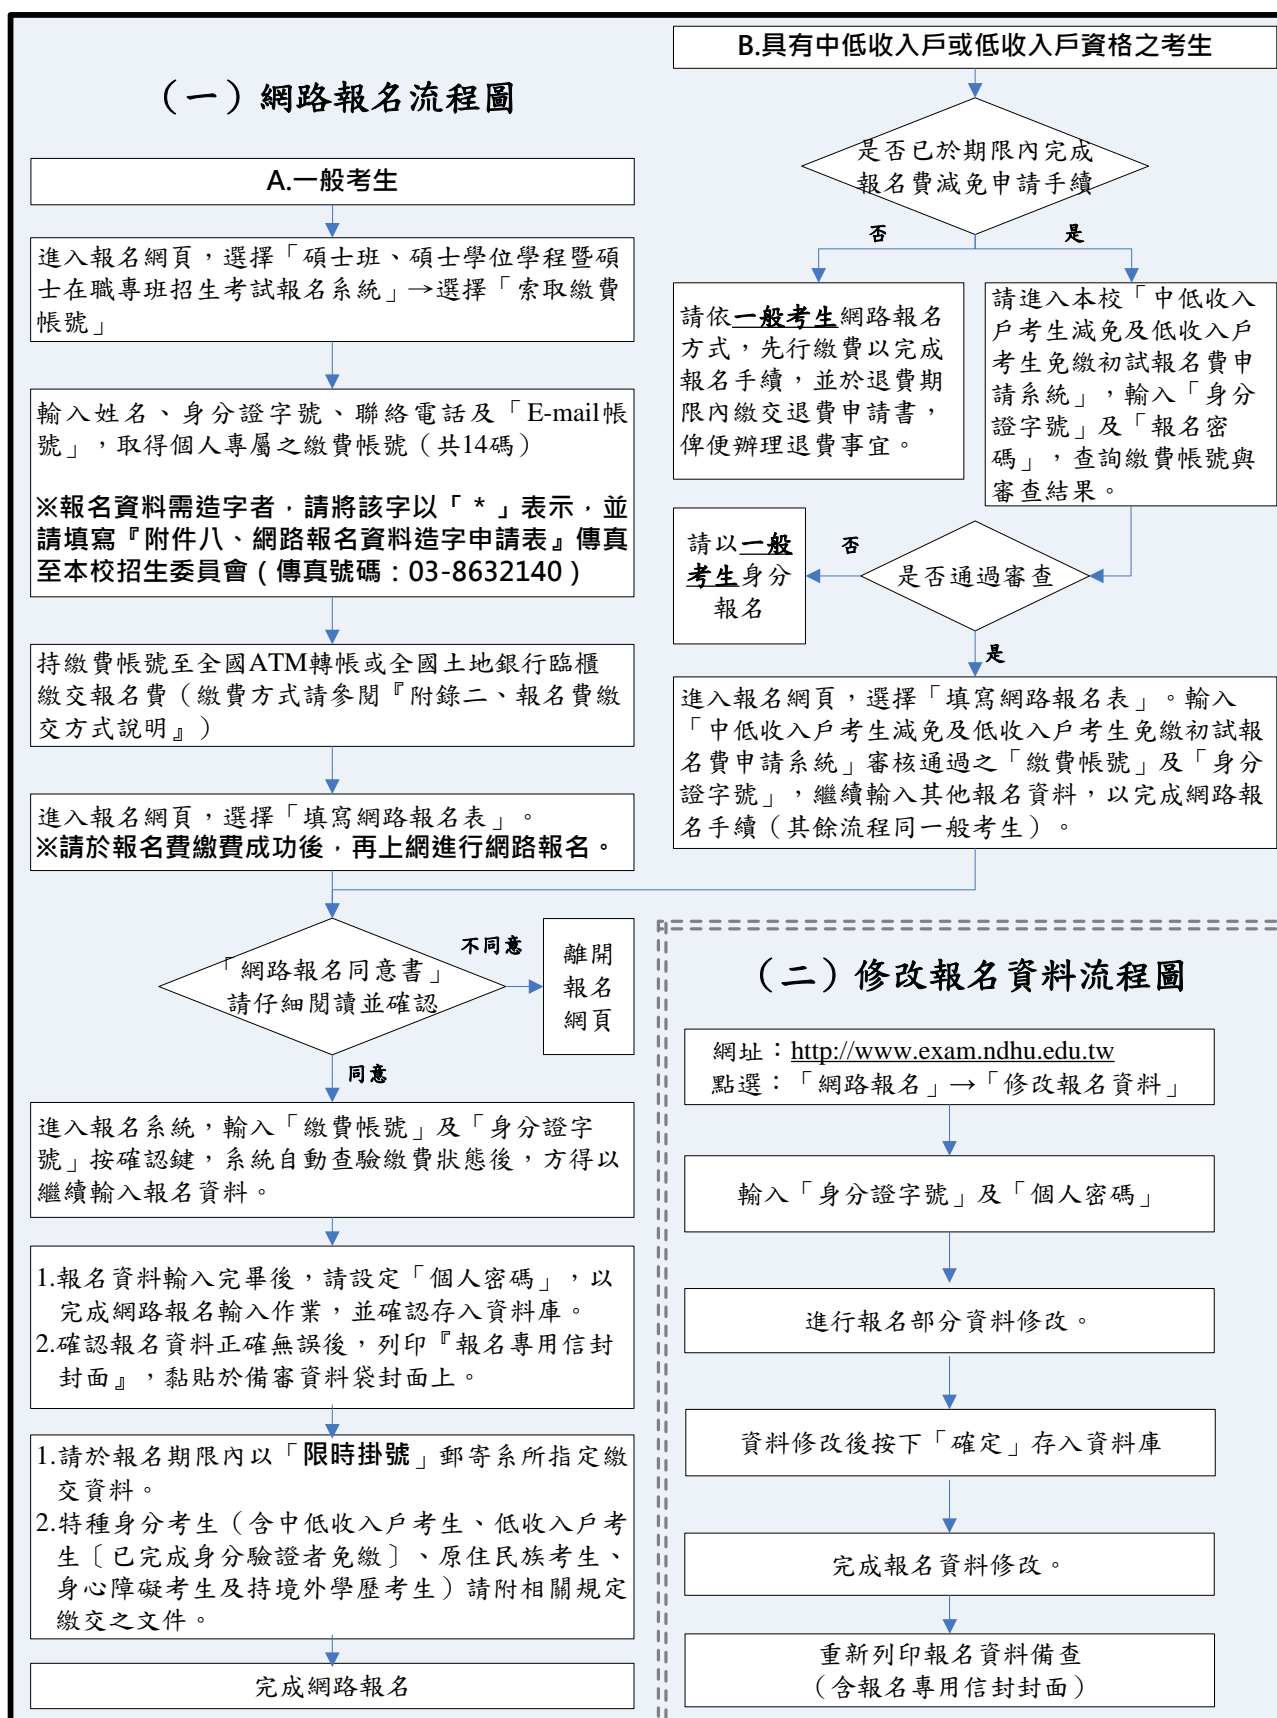 （一）網路報名流程圖
A.一般考生
進入報名網頁，選擇「碩士班、碩士學位學程暨碩
士在職專班招生考試報名系統」→選擇「索取繳費
帳號」
輸入姓名、身分證字號、聯絡電話及「E-mail帳
號」，取得個人專屬之繳費帳號（共14碼）
※報名資料需造字者，請將該字以「 * 」表示，並
請填寫『附件八、網路報名資料造字申請表』傳真
至本校招生委員會（傳真號碼：03-8632140）
持繳費帳號至全國ATM轉帳或全國土地銀行臨櫃
繳交報名費（繳費方式請參閱『附錄二、報名費繳
交方式說明』）
進入報名網頁，選擇「填寫網路報名表」。
※請於報名費繳費成功後，再上網進行網路報名。
「網路報名同意書」
請仔細閱讀並確認
不同意
離開
報名
網頁
同意
進入報名系統，輸入「繳費帳號」及「身分證字
號」按確認鍵，系統自動查驗繳費狀態後，方得以
繼續輸入報名資料。
1.報名資料輸入完畢後，請設定「個人密碼」，以
完成網路報名輸入作業，並確認存入資料庫。
2.確認報名資料正確無誤後，列印『報名專用信封
封面』，黏貼於備審資料袋封面上。
1.請於報名期限內以「限時掛號」郵寄系所指定繳
交資料。
2.特種身分考生（含中低收入戶考生、低收入戶考
生〔已完成身分驗證者免繳〕、原住民族考生、
身心障礙考生及持境外學歷考生）請附相關規定
繳交之文件。
完成網路報名
B.具有中低收入戶或低收入戶資格之考生
是否已於期限內完成
報名費減免申請手續
否
是
請依一般考生網路報名
方式，先行繳費以完成
報名手續，並於退費期
限內繳交退費申請書，
俾便辦理退費事宜。
請進入本校「中低收入
戶考生減免及低收入戶
考生免繳初試報名費申
請系統」，輸入「身分
證字號」及「報名密
碼」，查詢繳費帳號與
審查結果。
請以一般
考生身分
報名
否
是否通過審查
是
進入報名網頁，選擇「填寫網路報名表」。輸入
「中低收入戶考生減免及低收入戶考生免繳初試報
名費申請系統」審核通過之「繳費帳號」及「身分
證字號」，繼續輸入其他報名資料，以完成網路報
名手續（其餘流程同一般考生）。
（二）修改報名資料流程圖
網址：http://www.exam.ndhu.edu.tw
點選：「網路報名」→「修改報名資料」
輸入「身分證字號」及「個人密碼」
進行報名部分資料修改。
資料修改後按下「確定」存入資料庫
完成報名資料修改。
重新列印報名資料備查
（含報名專用信封封面）